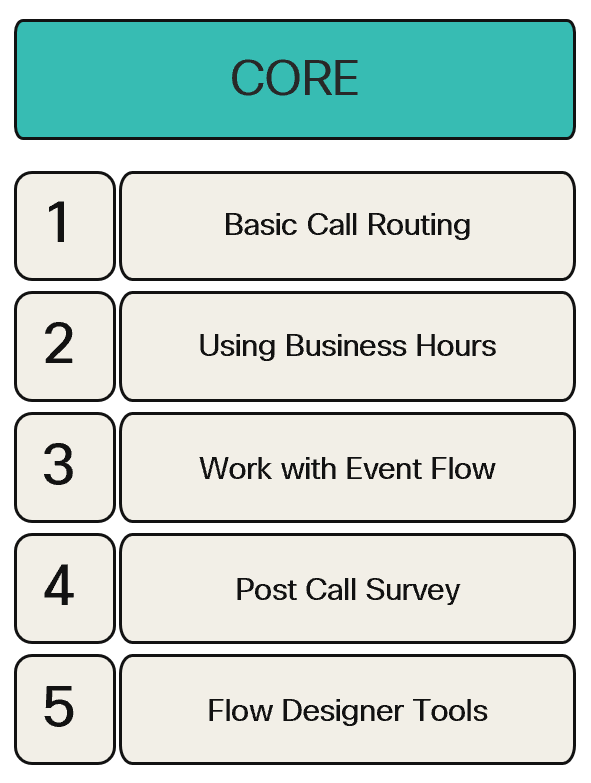 CORE
1 Basic Call Routing
2 Using Business Hours
3 Work with Event Flow
4 Post Call Survey
5 Flow Designer Tools